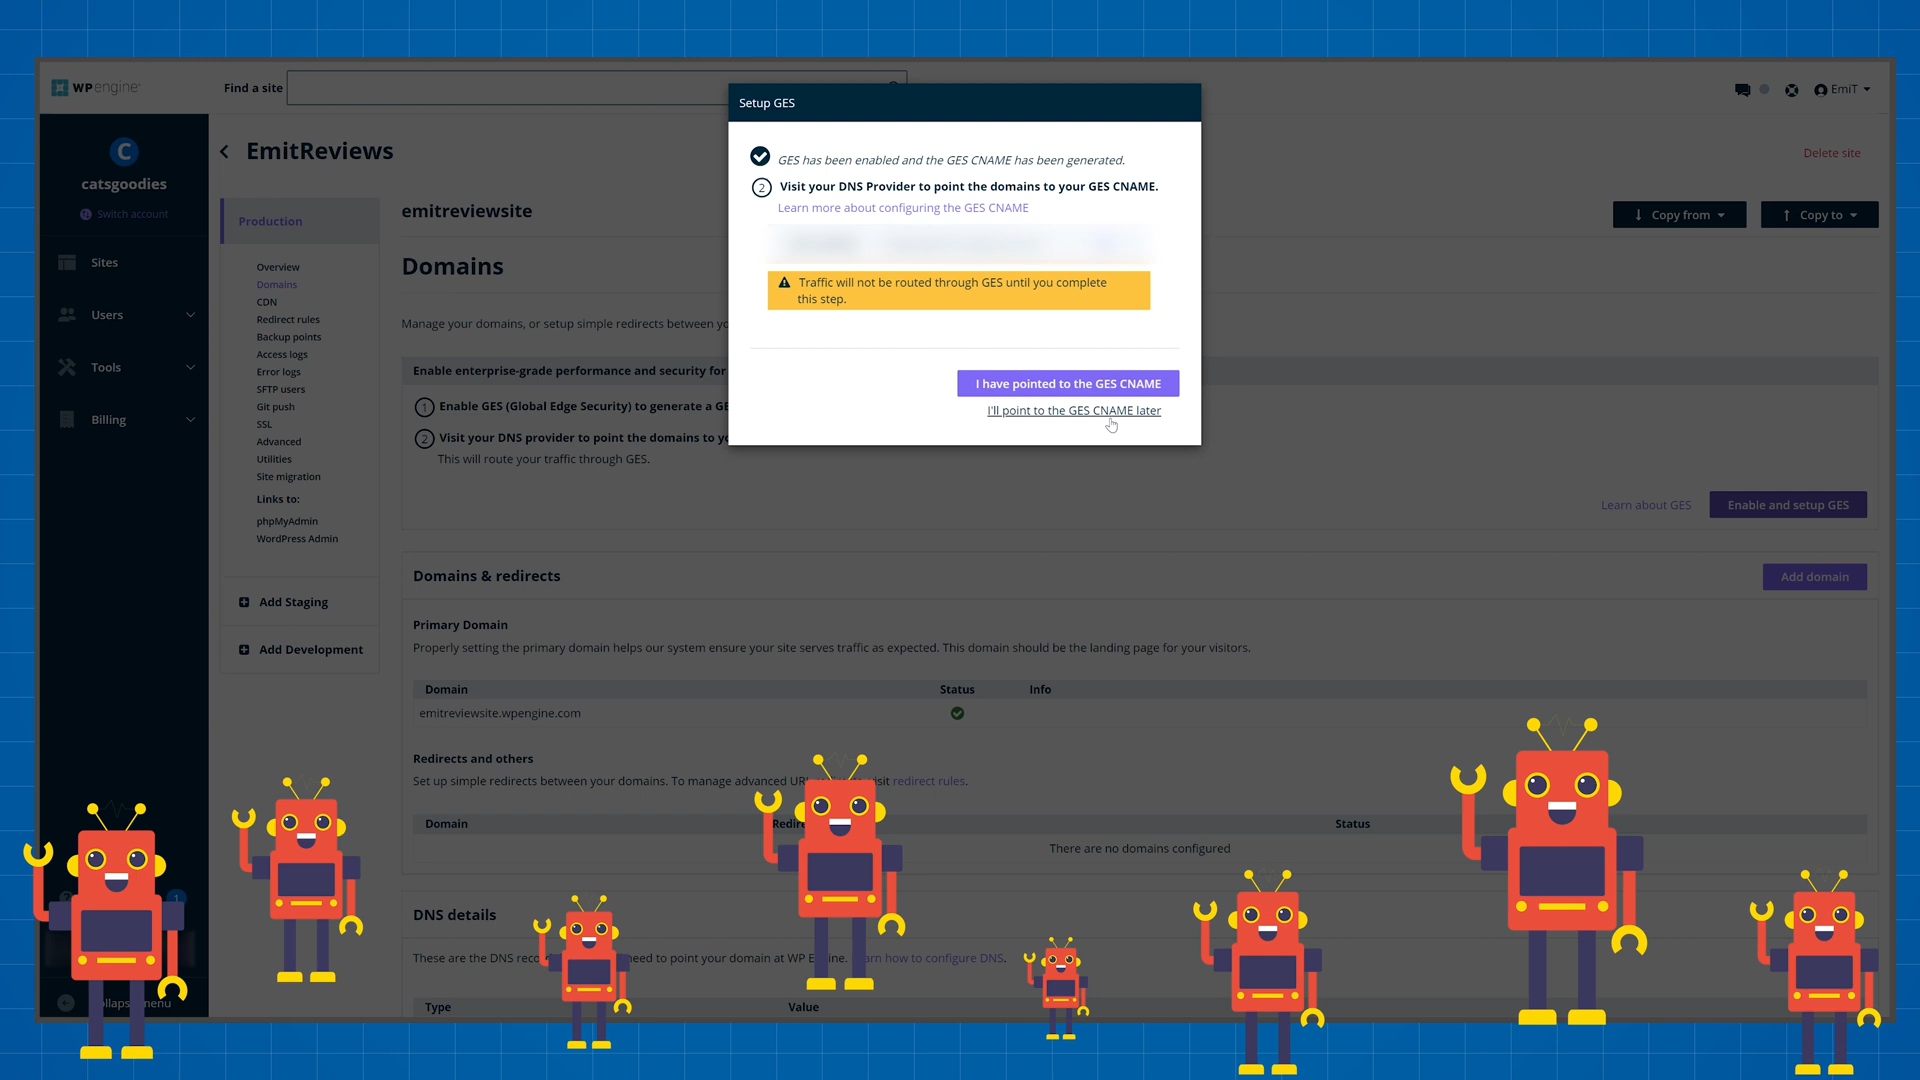 WPengine
Find a site
EmiT
C
catsgoodies
Switch account
Sites
Users
Tools
Billing
1
EmitReviews
Delete site
Production
Overview
Domains
CDN
Redirect rules
Backup points
Access logs
Error logs
SFTP users
Git push
SSL
Advanced
Utilities
Site migration
Links to:
phpMyAdmin
WordPress Admin
Add Staging
Add Development
emitreviewsite
Copy from
Copy to
Domains
Manage your domains, or setup simple redirects between
Enable enterprise-grade performance and security for
1 Enable GES (Global Edge Security) to generate a
2 Visit your DNS provider to point the domains to
This will route your traffic through GES.
Learn about GES
Enable and setup GES
Setup GES
GES has been enabled and the GES CNAME has been generated.
2 Visit your DNS Provider to point the domains to your GES CNAME.
Learn more about configuring the GES CNAME
Traffic will not be routed through GES until you complete
this step.
I have pointed to the GES CNAME
I'll point to the GES CNAME later
Domains & redirects
Add domain
Primary Domain
Properly setting the primary domain helps our system ensure your site serves traffic as expected. This domain should be the landing page for your visitors.
Domain Status Info
emitreviewsite.wpengine.com
Redirects and others
Set up simple redirects between your domains. To manage advanced redirect rules.
Domain Status
There are no domains configured
DNS details
These are the DNS need to point your domain at WP how to configure DNS.
Type Value